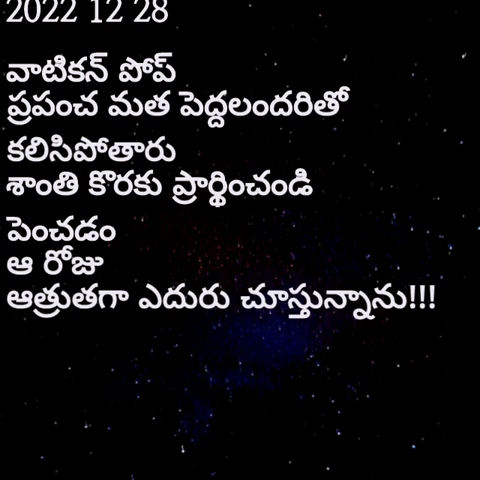 2022 12 28
వాటికన్ పోప్
ప్రపంచ మత పెద్దలందరితో
కలిసిపోతారు
శాంతి కొరకు ప్రార్థించండి
పెంచడం
ఆ రోజు
ఆత్రుతగా ఎదురు చూస్తున్నాను!!!